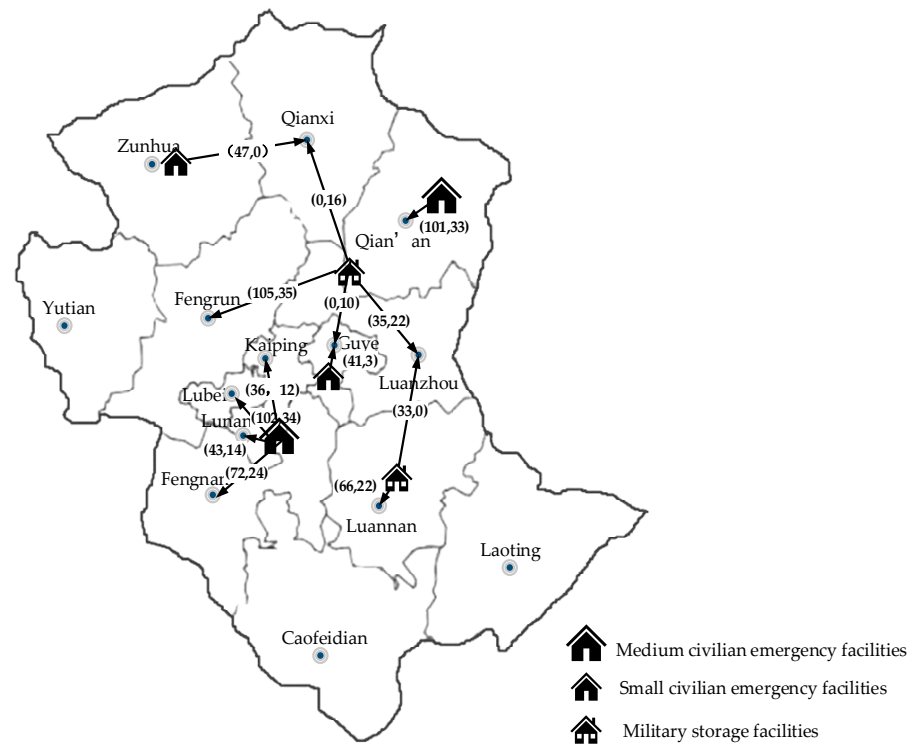 Qianxi
Zunhua
(47,0)
(0,16)
(101,33)
Qian’ an
(105,35)
Fengrun
(0,10)
(35,22)
Yutian
Kaiping
Guye
(41,3)
Luanzhou
Lubei
(36, 12)
(33,0)
Lunan
(102,34)
(43,14)
(72,24)
Fengnan
(66,22)
Luannan
Laoting
Caofeidian
Medium civilian emergency facilities
Small civilian emergency facilities
Military storage facilities